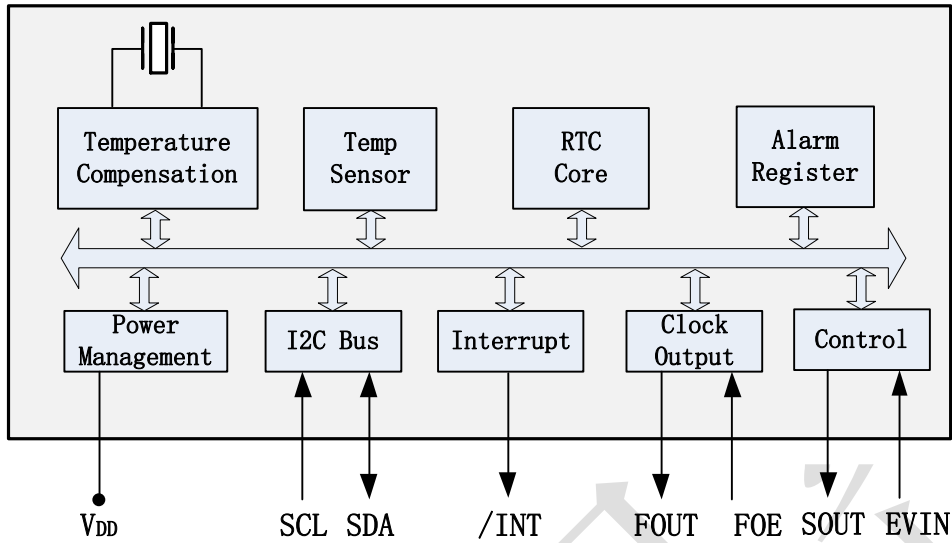 Temperature
Compensation
Temp
Sensor
RTC
Core
Alarm
Register
Power
Management
I2C Bus
Interrupt
Clock
Output
Control
VDD
SCL
SDA
/INT
FOUT
FOE
SOUT
EVIN